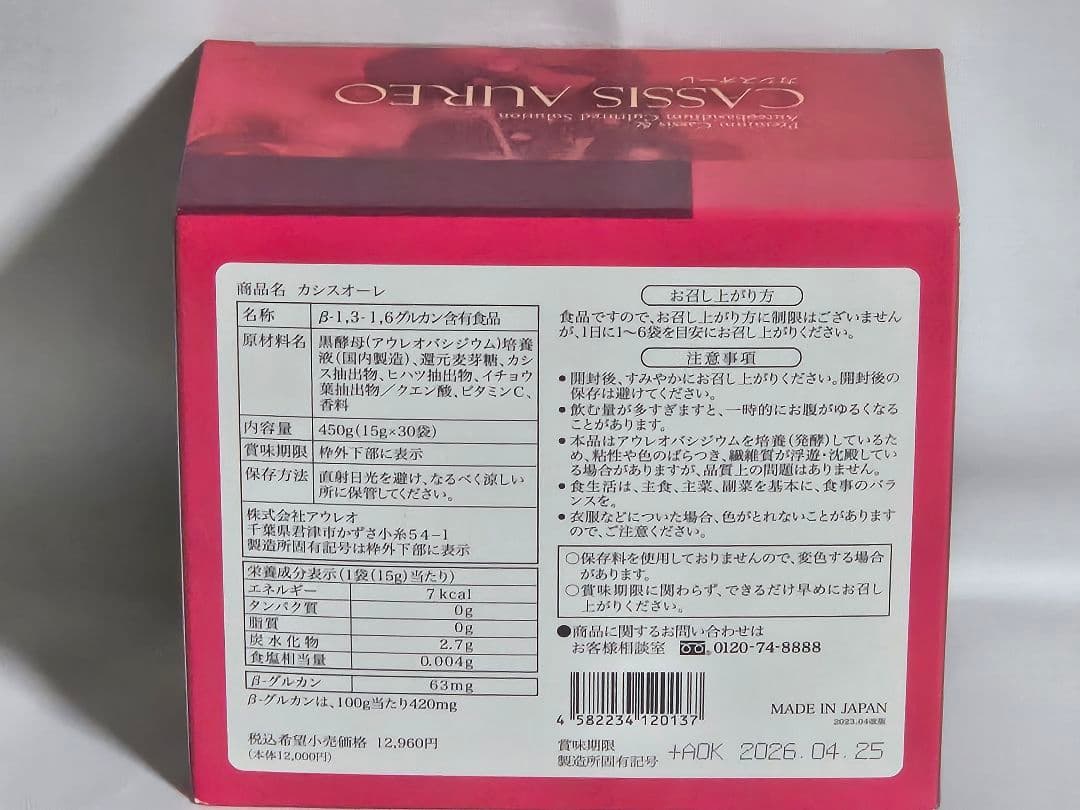 カシスオーレ
CASSIS AUREO
Premium Cassis &
Aureobasidium Cultured Solution
商品名 カシスオーレ
名称 β-1,3-1,6グルカン含有食品
原材料名 黒酵母(アウレオバシジウム)培養
液(国内製造)、還元麦芽糖、カシ
ス抽出物、ヒハツ抽出物、イチョウ
葉抽出物／クエン酸、ビタミンC、
香料
内容量 450g(15g×30袋)
賞味期限 枠外下部に表示
保存方法 直射日光を避け、なるべく涼しい
所に保管してください。
株式会社アウレオ
千葉県君津市かずさ小糸54-1
製造所固有記号は枠外下部に表示
栄養成分表示(1袋(15g)当たり)
エネルギー 7kcal
タンパク質 0g
脂質 0g
炭水化物 2.7g
食塩相当量 0.004g
β-グルカン 63mg
β-グルカンは、100g当たり420mg
税込希望小売価格 12,960円
(本体12,000円)
お召し上がり方
食品ですので、お召し上がり方に制限はございません
が、1日に1〜6袋を目安にお召し上がりください。
注意事項
●開封後、すみやかにお召し上がりください。開封後の
保存は避けてください。
●飲む量が多すぎますと、一時的にお腹がゆるくなる
ことがあります。
●本品はアウレオバシジウムを培養(発酵)しているた
め、粘性や色のばらつき、繊維質が浮遊・沈殿してい
る場合がありますが、品質上の問題はありません。
●食生活は、主食、主菜、副菜を基本に、食事のバラ
ンスを。
●衣服などについた場合、色がとれないことがあります
ので、ご注意ください。
○保存料を使用しておりませんので、変色する場合
があります。
○賞味期限に関わらず、できるだけ早めにお召し
上がりください。
●商品に関するお問い合わせは
お客様相談室 0120-74-8888
4 582234 120137
MADE IN JAPAN
2023.04改版
賞味期限
製造所固有記号 +AOK 2026.04.25